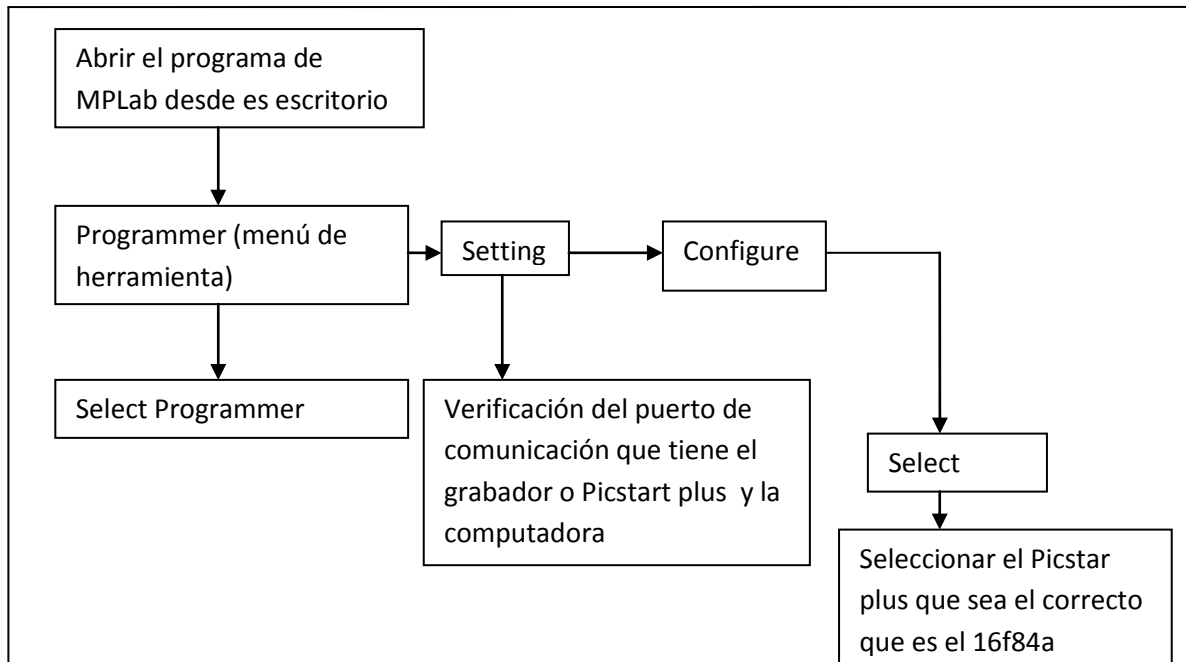 Abrir el programa de
MPLab desde es escritorio
Programmer (menú de
herramienta)
Setting
Configure
Select Programmer
Verificación del puerto de
comunicación que tiene el
grabador o Picstart plus y la
computadora
Select
Seleccionar el Picstar
plus que sea el correcto
que es el 16f84a